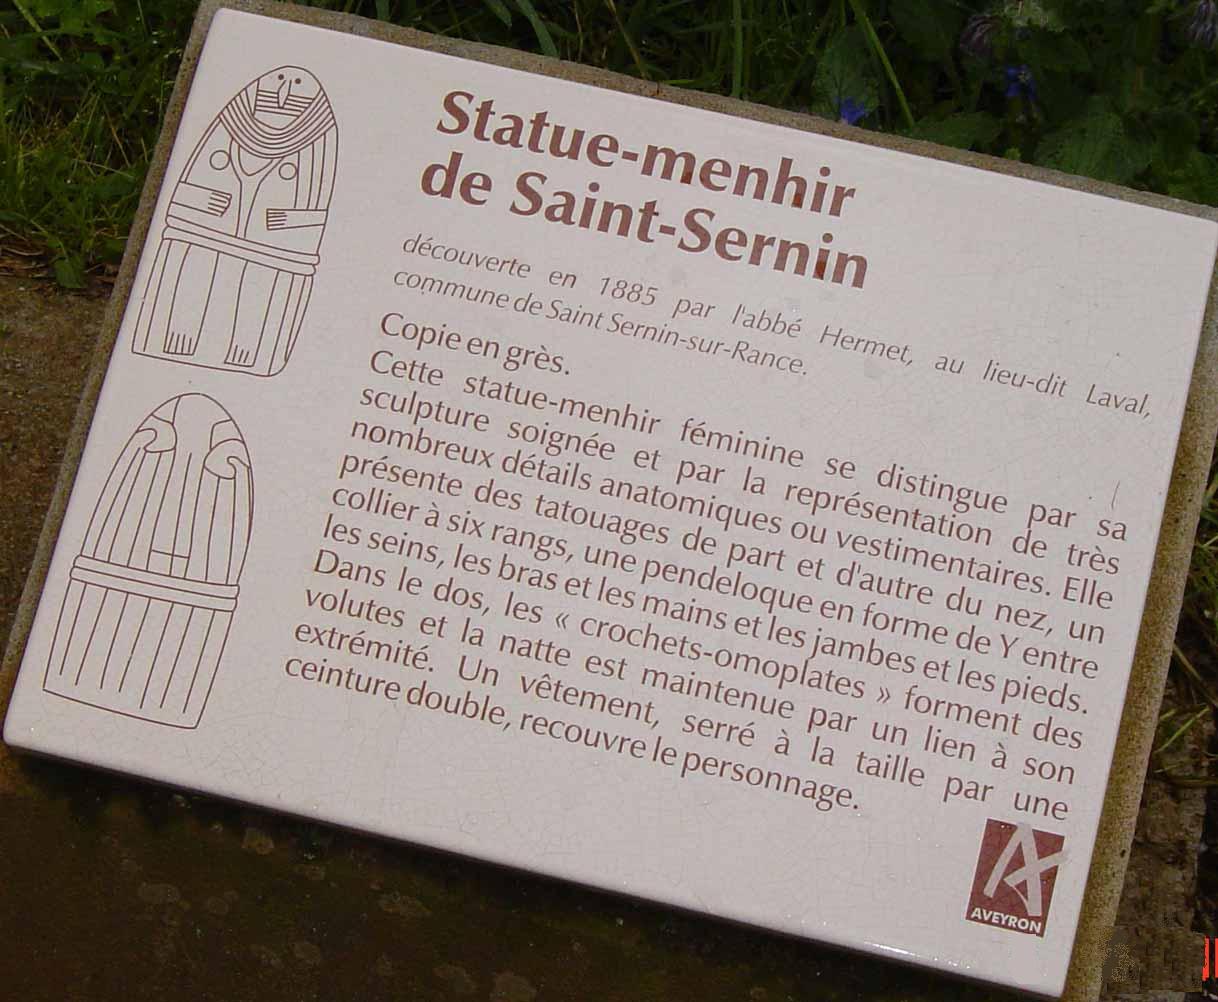 Statue-menhir
de Saint-Sernin
découverte en 1885 par l'abbé Hermet, au lieu-dit Laval,
commune de Saint Sernin-sur-Rance.
Copie en grès.
Cette statue-menhir féminine se distingue par sa
sculpture soignée et par la représentation de très
nombreux détails anatomiques ou vestimentaires. Elle
présente des tatouages de part et d'autre du nez, un
collier à six rangs, une pendeloque en forme de Y entre
les seins, les bras et les mains et les jambes et les pieds.
Dans le dos, les « crochets-omoplates » forment des
volutes et la natte est maintenue par un lien à son
extrémité. Un vêtement, serré à la taille par une
ceinture double, recouvre le personnage.
AVEYRON